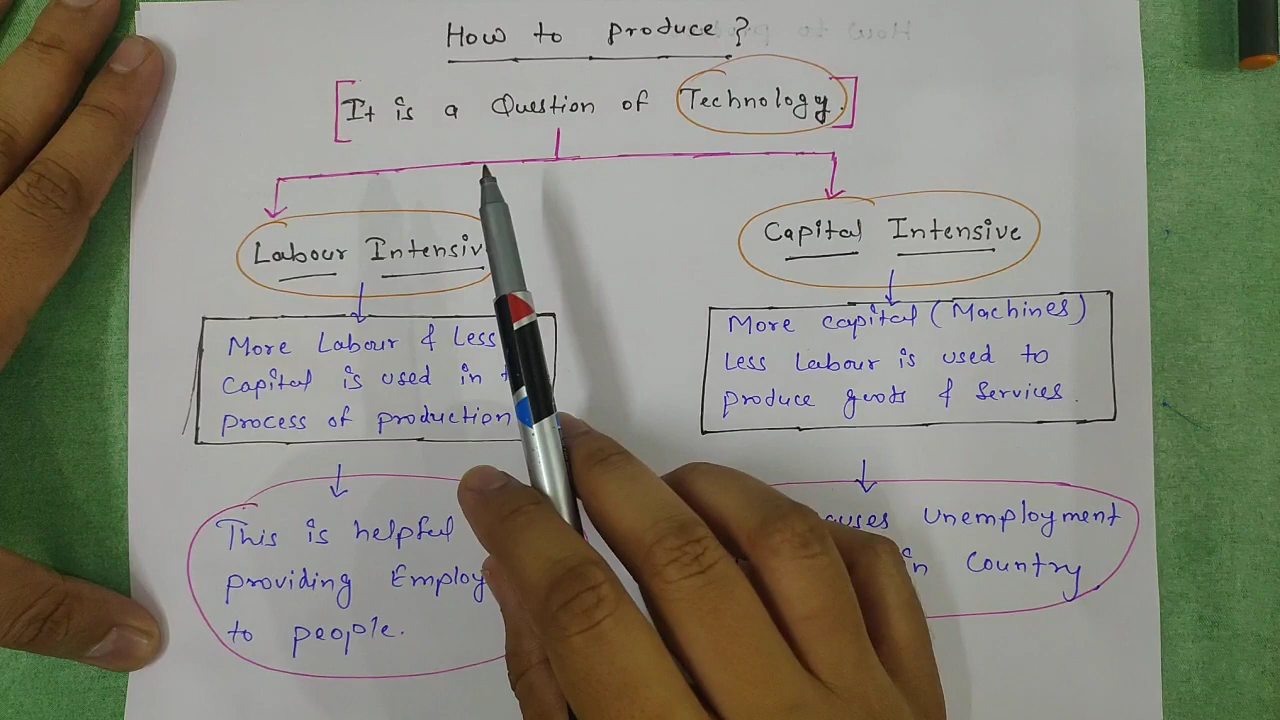 How to produce?
[It is a Question of Technology.]
Labour Intensiv
Capital Intensive
More Labour & Less
capital is used in
process of production
More capital (Machines)
less Labour is used to
produce goods & Services.
This is helpful
providing Employ
to people.
auses unemployment
in Country